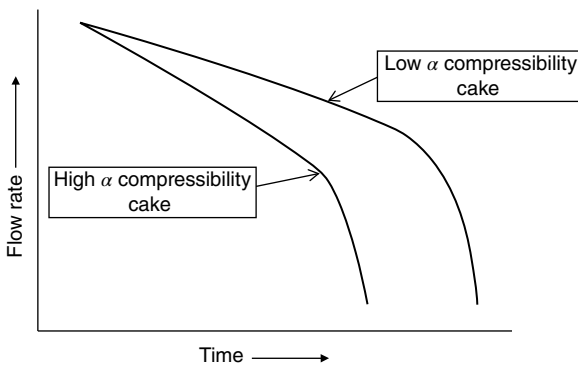 Low α compressibility
cake
High α compressibility
cake
Flow rate
Time